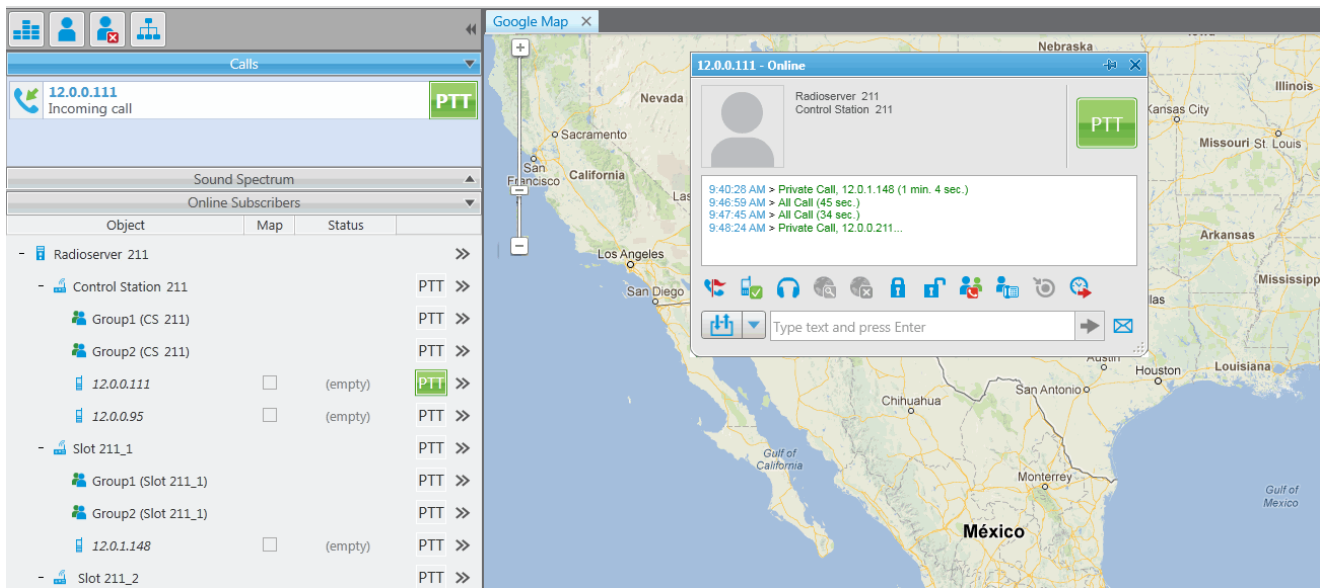 Google Map
Calls
12.0.0.111
Incoming call
PTT
Sound Spectrum
Online Subscribers
Object Map Status
Radioserver 211
Control Station 211 PTT
Group1 (CS 211) PTT
Group2 (CS 211) PTT
12.0.0.111 (empty) PTT
12.0.0.95 (empty) PTT
Slot 211_1 PTT
Group1 (Slot 211_1) PTT
Group2 (Slot 211_1) PTT
12.0.1.148 (empty) PTT
Slot 211_2 PTT
12.0.0.111 - Online
Radioserver 211
Control Station 211
PTT
9:40:28 AM > Private Call, 12.0.1.148 (1 min. 4 sec.)
9:46:59 AM > All Call (45 sec.)
9:47:45 AM > All Call (34 sec.)
9:48:24 AM > Private Call, 12.0.0.211...
Type text and press Enter
Nebraska
Nevada
Illinois
Kansas City
Sacramento
Missouri
St. Louis
San
Francisco
California
Las
Arkansas
Los Angeles
San Diego
Mississipp
las
Austin
Houston
Louisiana
San Antonio
Chihuahua
Gulf of
California
Monterrey
Gulf of
Mexico
México